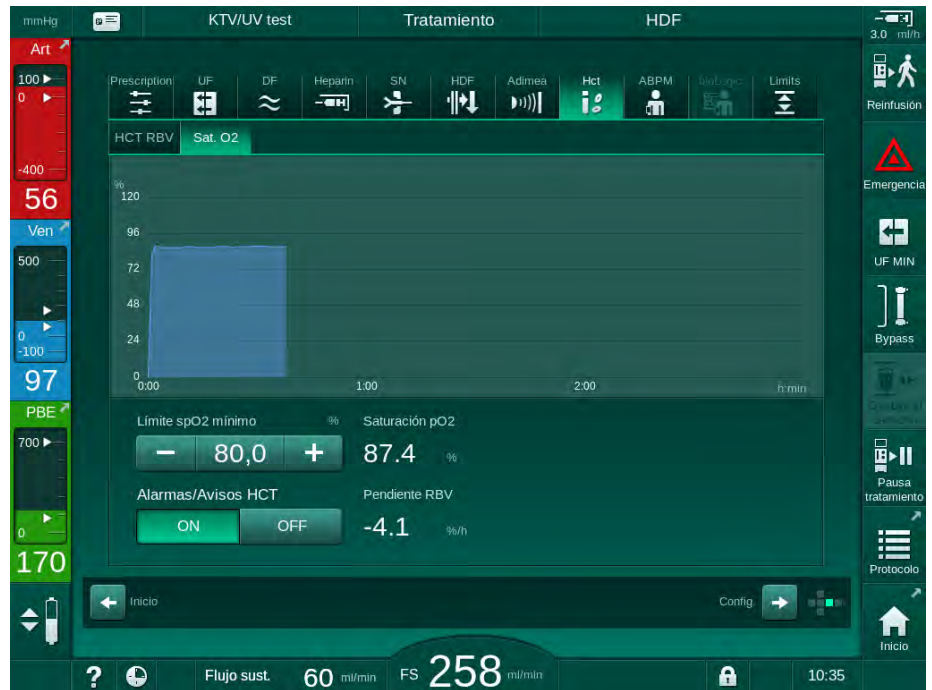 mmHg
KTV/UV test
Tratamiento
HDF
3.0 ml/h
Art
100
0
-400
56
Ven
500
0
-100
97
PBE
700
0
170
Prescription
UF
DF
Heparin
SN
HDF
Adimea
Hct
ABPM
Limits
HCT RBV
Sat. O2
%
120
96
72
48
24
0
0:00
1:00
2:00
h:min
Límite spO2 mínimo %
Saturación pO2
− 80,0 +
87.4 %
Alarmas/Avisos HCT
Pendiente RBV
ON OFF
-4.1 %/h
Inicio
Config.
Reinfusión
Emergencia
UF MIN
Bypass
Pausa
tratamiento
Protocolo
Inicio
? Flujo sust. 60 ml/min FS 258 ml/min 10:35